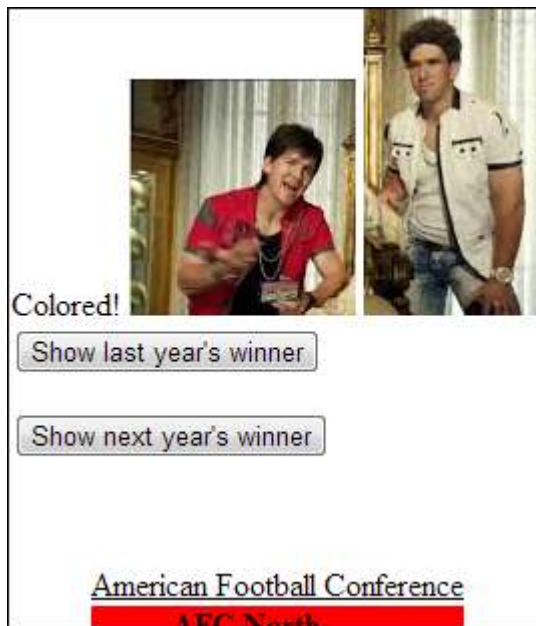 Colored!
Show last year's winner
Show next year's winner
American Football Conference
AFC North